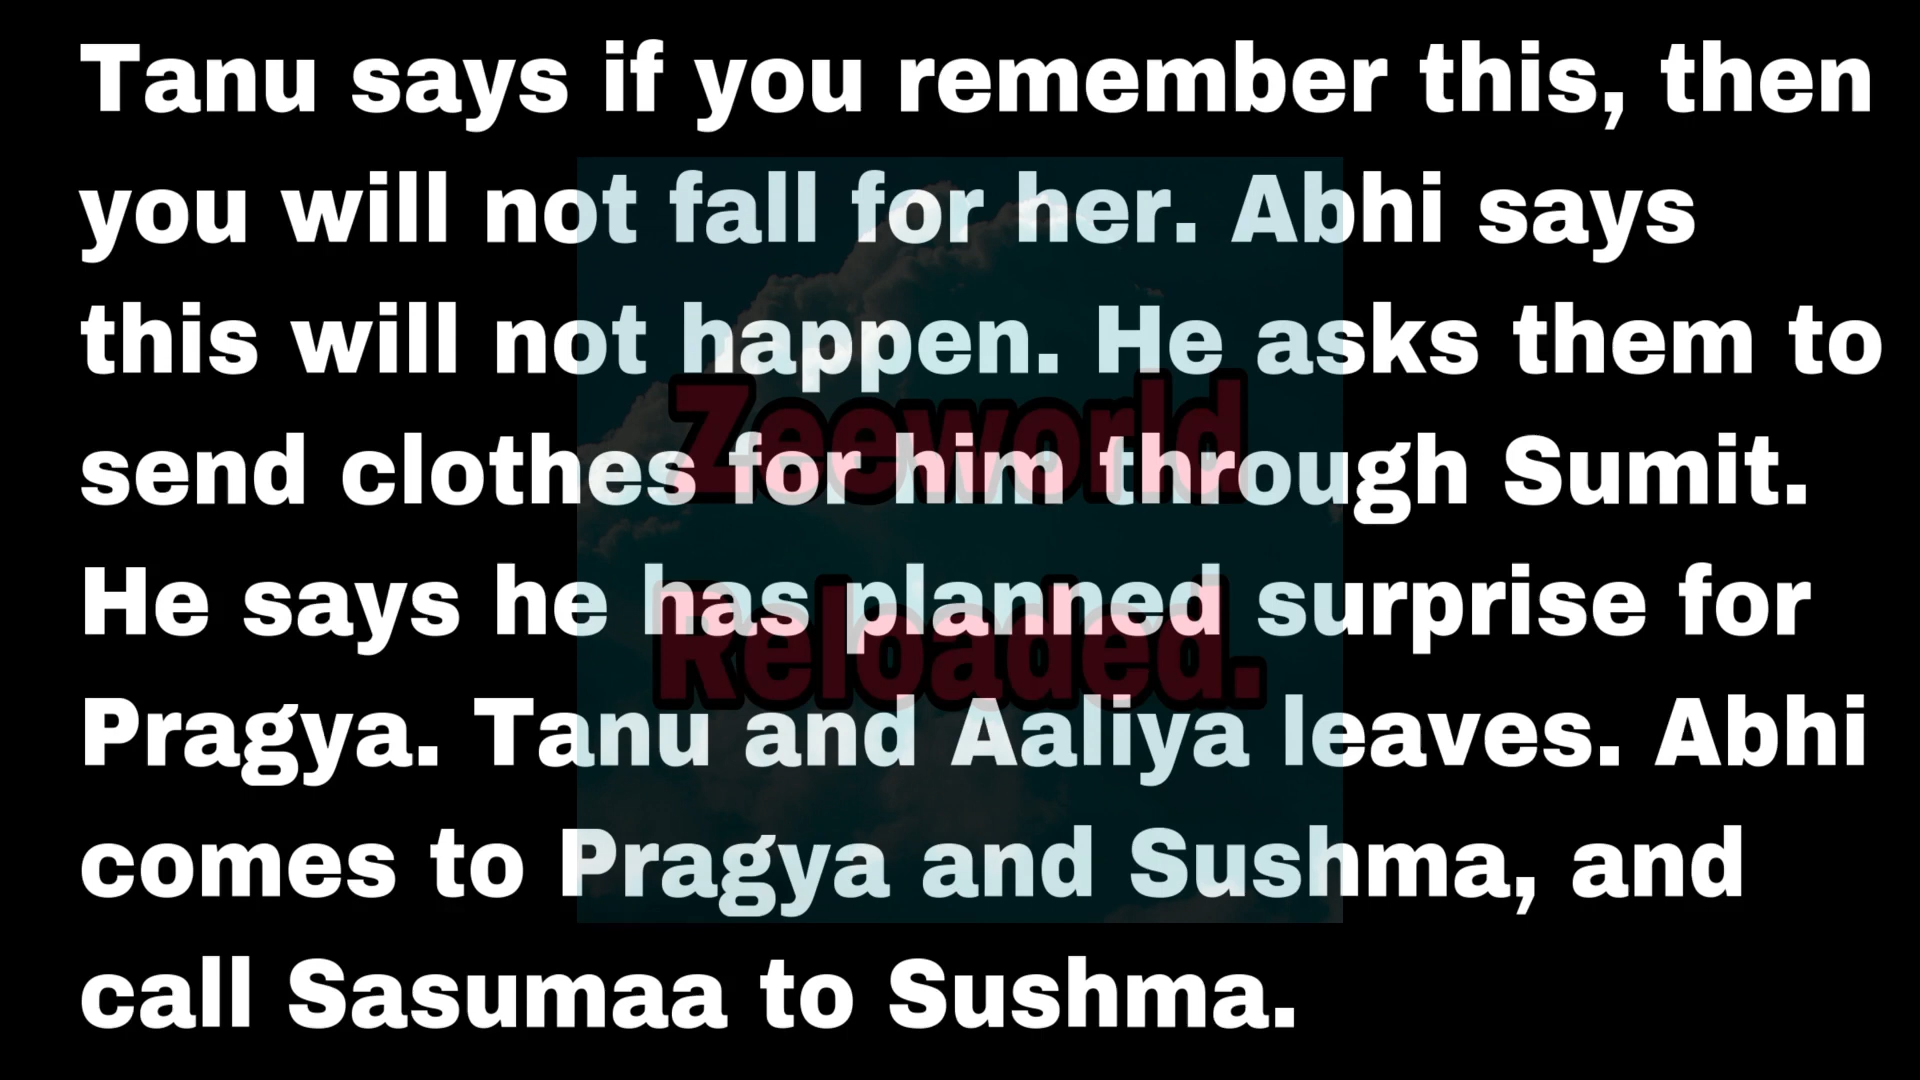 Tanu says if you remember this, then
you will not fall for her. Abhi says
this will not happen. He asks them to
send clothes for him through Sumit.
He says he has planned surprise for
Pragya. Tanu and Aaliya leaves. Abhi
comes to Pragya and Sushma, and
call Sasumaa to Sushma.
Zeeworld
Reloaded.